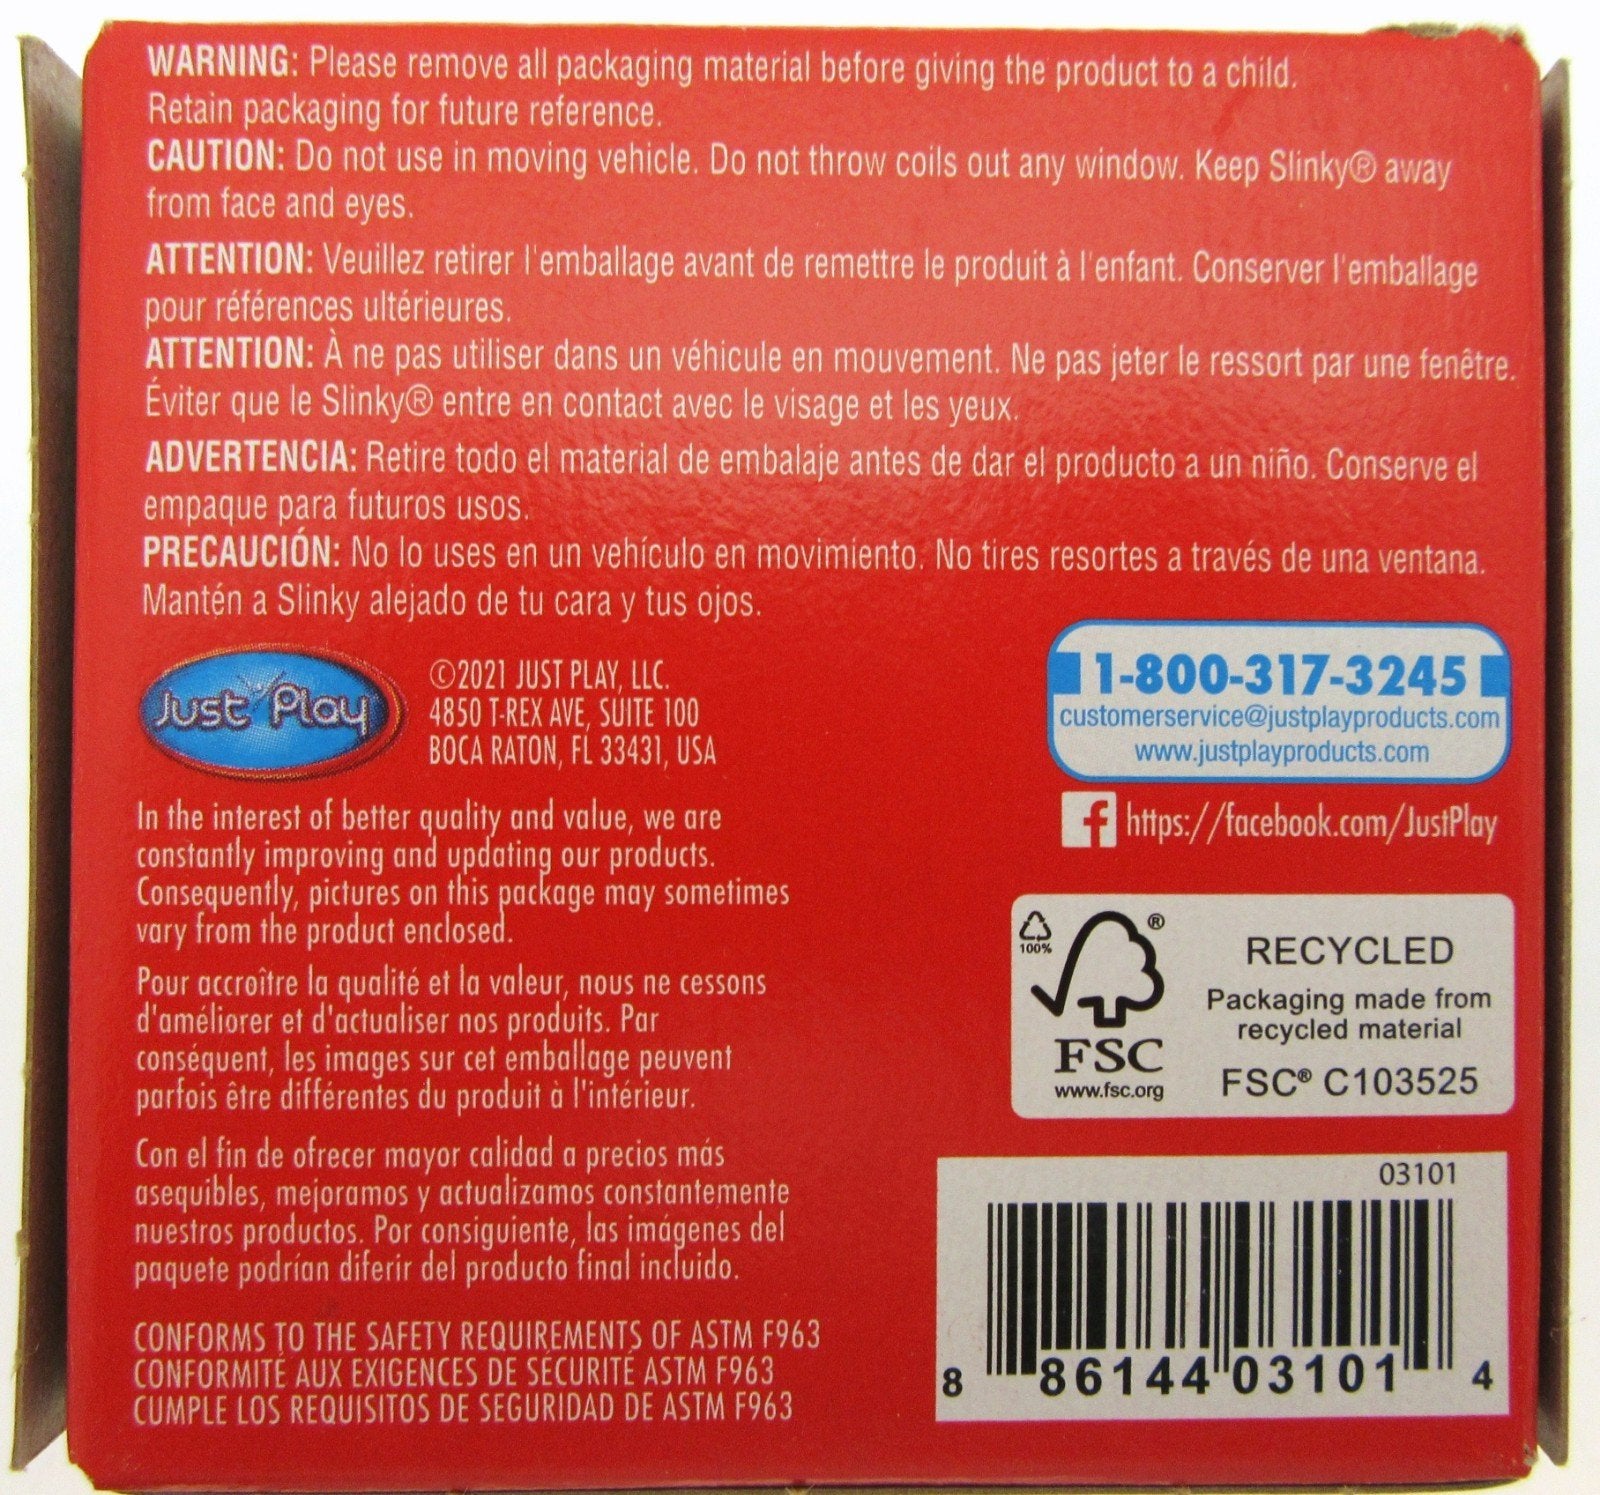 WARNING: Please remove all packaging material before giving the product to a child.
Retain packaging for future reference.
CAUTION: Do not use in moving vehicle. Do not throw coils out any window. Keep Slinky® away
from face and eyes.
ATTENTION: Veuillez retirer l'emballage avant de remettre le produit à l'enfant. Conserver l'emballage
pour références ultérieures.
ATTENTION: À ne pas utiliser dans un véhicule en mouvement. Ne pas jeter le ressort par une fenêtre.
Éviter que le Slinky® entre en contact avec le visage et les yeux.
ADVERTENCIA: Retire todo el material de embalaje antes de dar el producto a un niño. Conserve el
empaque para futuros usos.
PRECAUCIÓN: No lo uses en un vehículo en movimiento. No tires resortes a través de una ventana.
Mantén a Slinky alejado de tu cara y tus ojos.
Just Play
©2021 JUST PLAY, LLC.
4850 T-REX AVE, SUITE 100
BOCA RATON, FL 33431, USA
1-800-317-3245
customerservice@justplayproducts.com
www.justplayproducts.com
f https://facebook.com/JustPlay
In the interest of better quality and value, we are
constantly improving and updating our products.
Consequently, pictures on this package may sometimes
vary from the product enclosed.
Pour accroître la qualité et la valeur, nous ne cessons
d'améliorer et d'actualiser nos produits. Par
conséquent, les images sur cet emballage peuvent
parfois être différentes du produit à l'intérieur.
Con el fin de ofrecer mayor calidad a precios más
asequibles, mejoramos y actualizamos constantemente
nuestros productos. Por consiguiente, las imágenes del
paquete podrían diferir del producto final incluido.
CONFORMS TO THE SAFETY REQUIREMENTS OF ASTM F963
CONFORMITÉ AUX EXIGENCES DE SÉCURITÉ ASTM F963
CUMPLE LOS REQUISITOS DE SEGURIDAD DE ASTM F963
100%
®
FSC
www.fsc.org
RECYCLED
Packaging made from
recycled material
FSC® C103525
03101
8 86144 03101 4